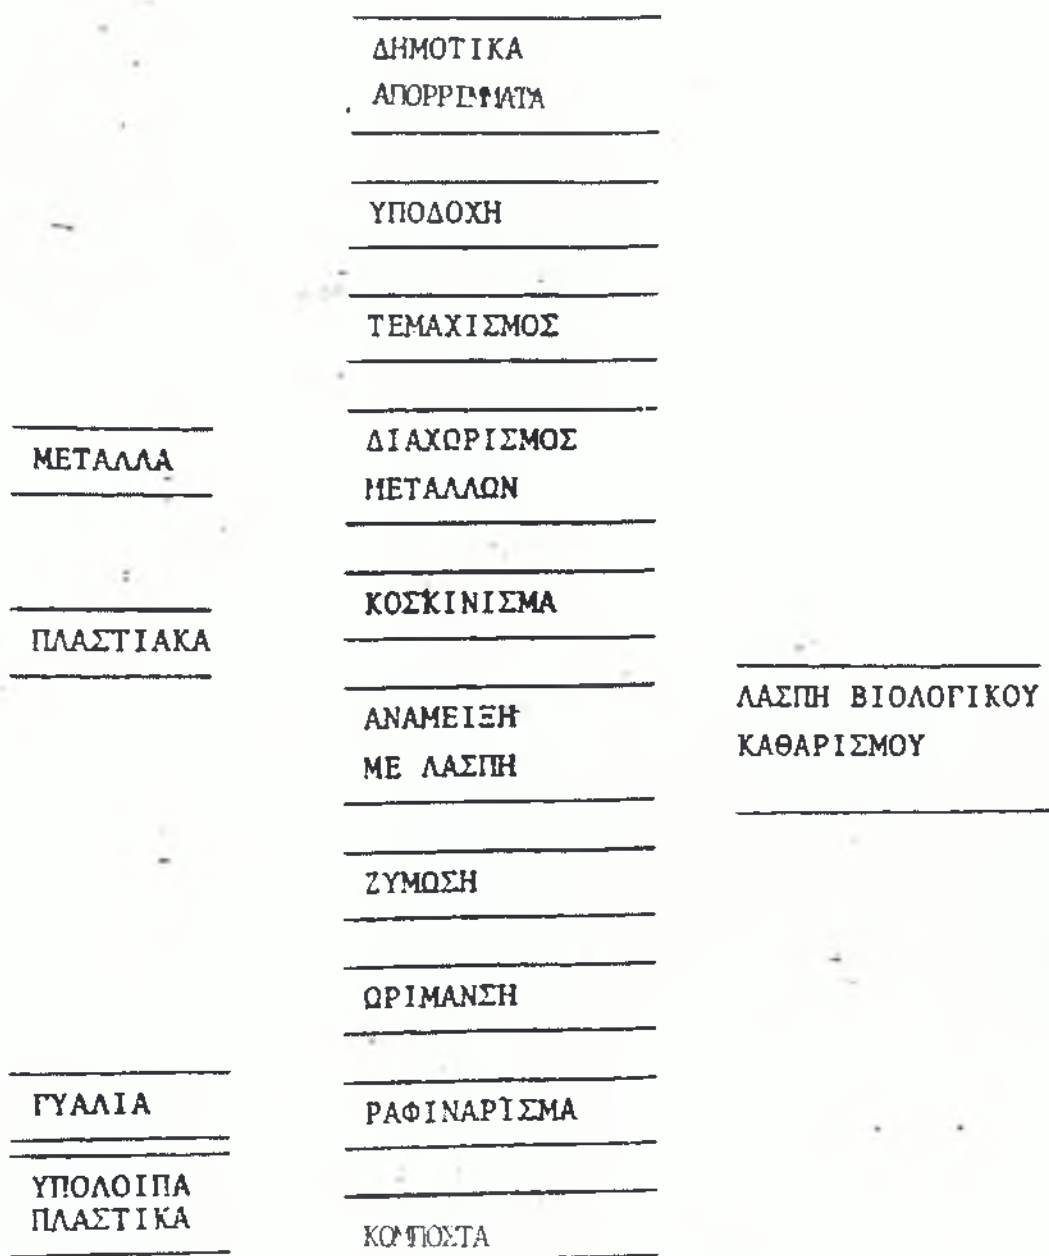 ΔΗΜΟΤΙΚΑ
ΑΠΟΡΡΙΜΜΑΤΑ
ΥΠΟΔΟΧΗ
ΤΕΜΑΧΙΣΜΟΣ
ΜΕΤΑΛΛΑ
ΔΙΑΧΩΡΙΣΜΟΣ
ΜΕΤΑΛΛΩΝ
ΚΟΣΚΙΝΙΣΜΑ
ΠΛΑΣΤΙΑΚΑ
ΑΝΑΜΕΙΞΗ
ΜΕ ΛΑΣΠΗ
ΛΑΣΠΗ ΒΙΟΛΟΓΙΚΟΥ
ΚΑΘΑΡΙΣΜΟΥ
ΖΥΜΩΣΗ
ΩΡΙΜΑΝΣΗ
ΓΥΑΛΙΑ
ΡΑΦΙΝΑΡΙΣΜΑ
ΥΠΟΛΟΙΠΑ
ΠΛΑΣΤΙΚΑ
ΚΟΜΠΟΣΤΑ